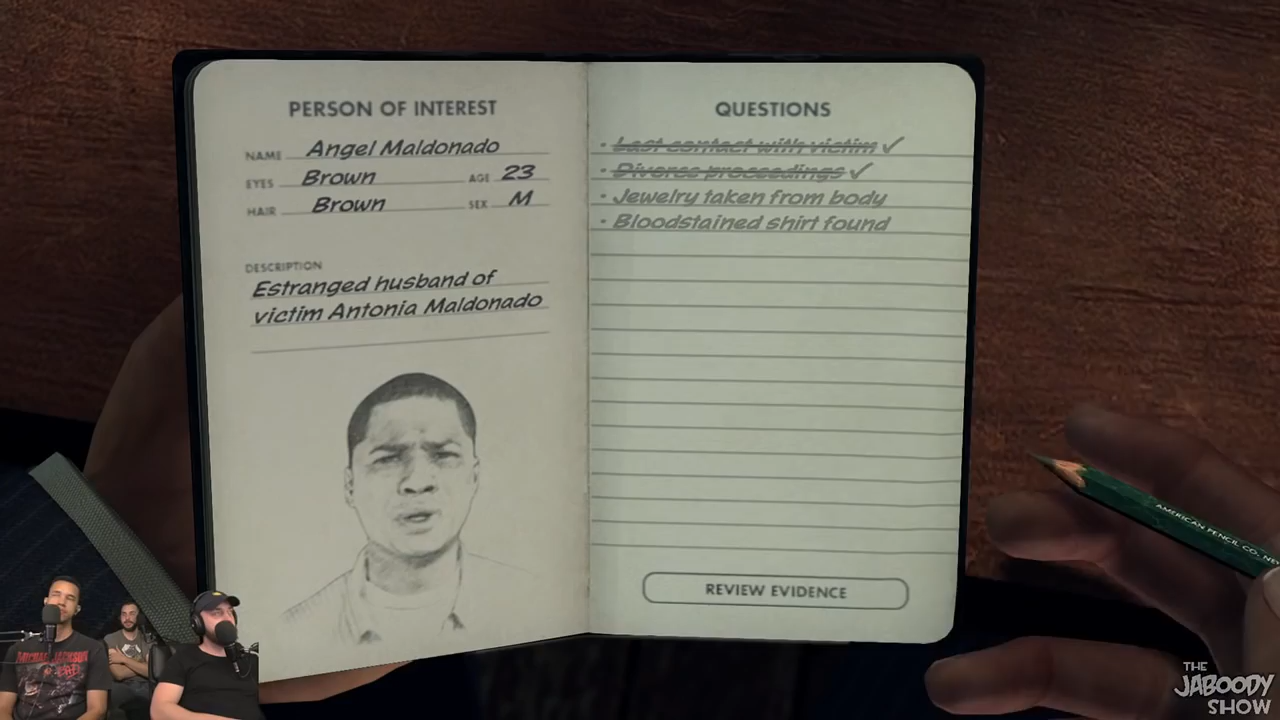 PERSON OF INTEREST
NAME Angel Maldonado
EYES Brown AGE 23
HAIR Brown SEX M
DESCRIPTION
Estranged husband of
victim Antonia Maldonado
QUESTIONS
· Last contact with victim ✓
· Divorce proceedings ✓
· Jewelry taken from body
· Bloodstained shirt found
REVIEW EVIDENCE
AMERICAN PENCIL CO.
MICHAEL JACKSON
THE
JABOODY
SHOW